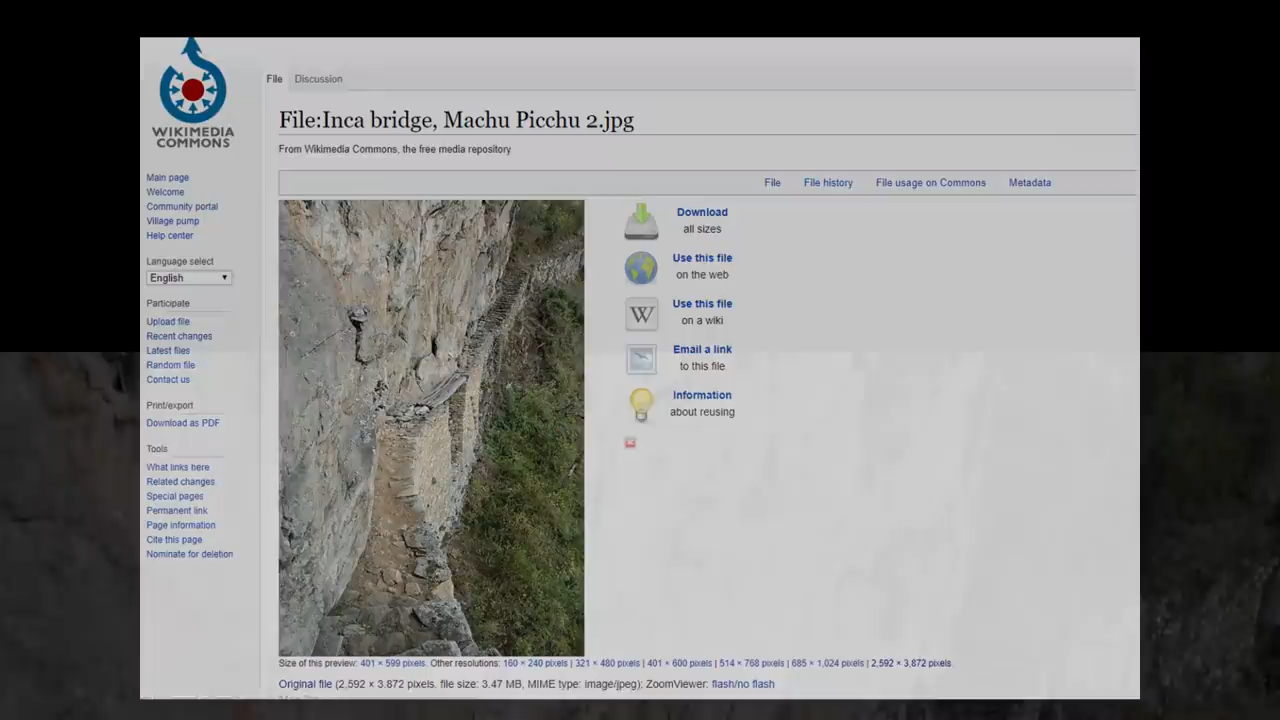 WIKIMEDIA
COMMONS
Main page
Welcome
Community portal
Village pump
Help center
Language select
English
Participate
Upload file
Recent changes
Latest files
Random file
Contact us
Print/export
Download as PDF
Tools
What links here
Related changes
Special pages
Permanent link
Page information
Cite this page
Nominate for deletion
File Discussion
File:Inca bridge, Machu Picchu 2.jpg
From Wikimedia Commons, the free media repository
File File history File usage on Commons Metadata
Download
all sizes
Use this file
on the web
W
Use this file
on a wiki
Email a link
to this file
Information
about reusing
Size of this preview: 401 × 599 pixels. Other resolutions: 160 × 240 pixels | 321 × 480 pixels | 401 × 600 pixels | 514 × 768 pixels | 685 × 1,024 pixels | 2,592 × 3,872 pixels.
Original file (2,592 × 3,872 pixels, file size: 3.47 MB, MIME type: image/jpeg); ZoomViewer: flash/no flash